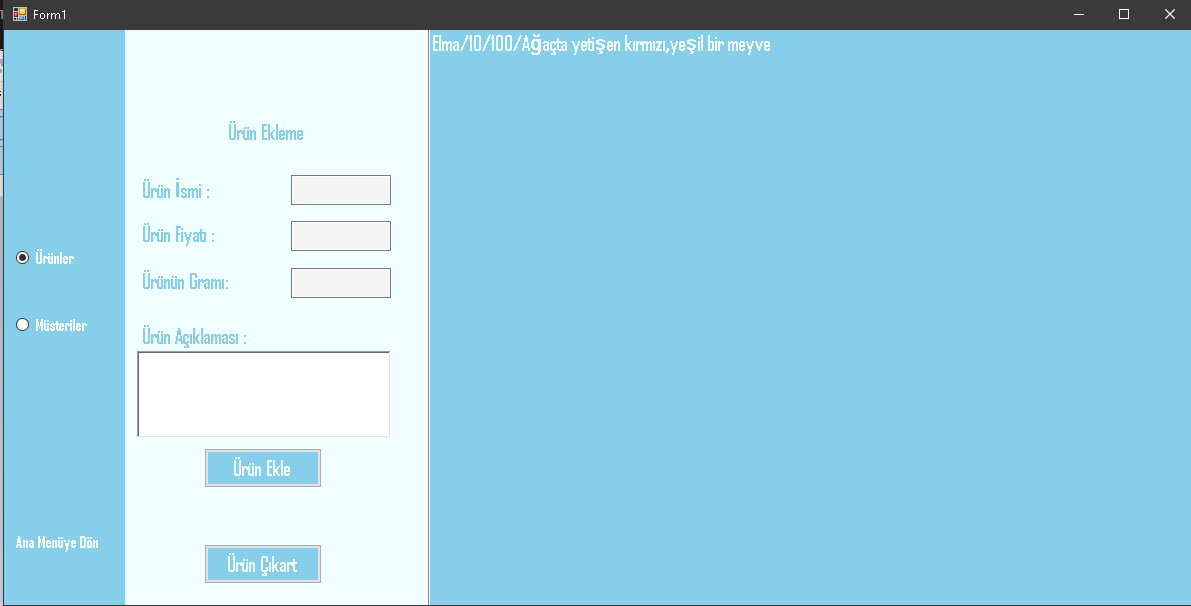 Form1
Ürünler
Müsteriler
Ana Menüye Dön
Ürün Ekleme
Ürün İsmi :
Ürün Fiyatı :
Ürünün Gramı:
Ürün Açıklaması :
Ürün Ekle
Ürün Çıkart
Elma/10/100/Ağaçta yetişen kırmızı,yeşil bir meyve